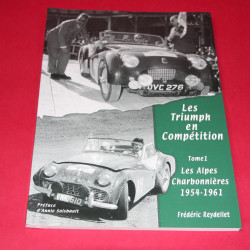 OVC 276
Les
Triumph
en
Compétition
Tome 1
Les Alpes
Charbonnières
1954-1961
Préface
d'Annie Soisbault
Frédéric Reydellet